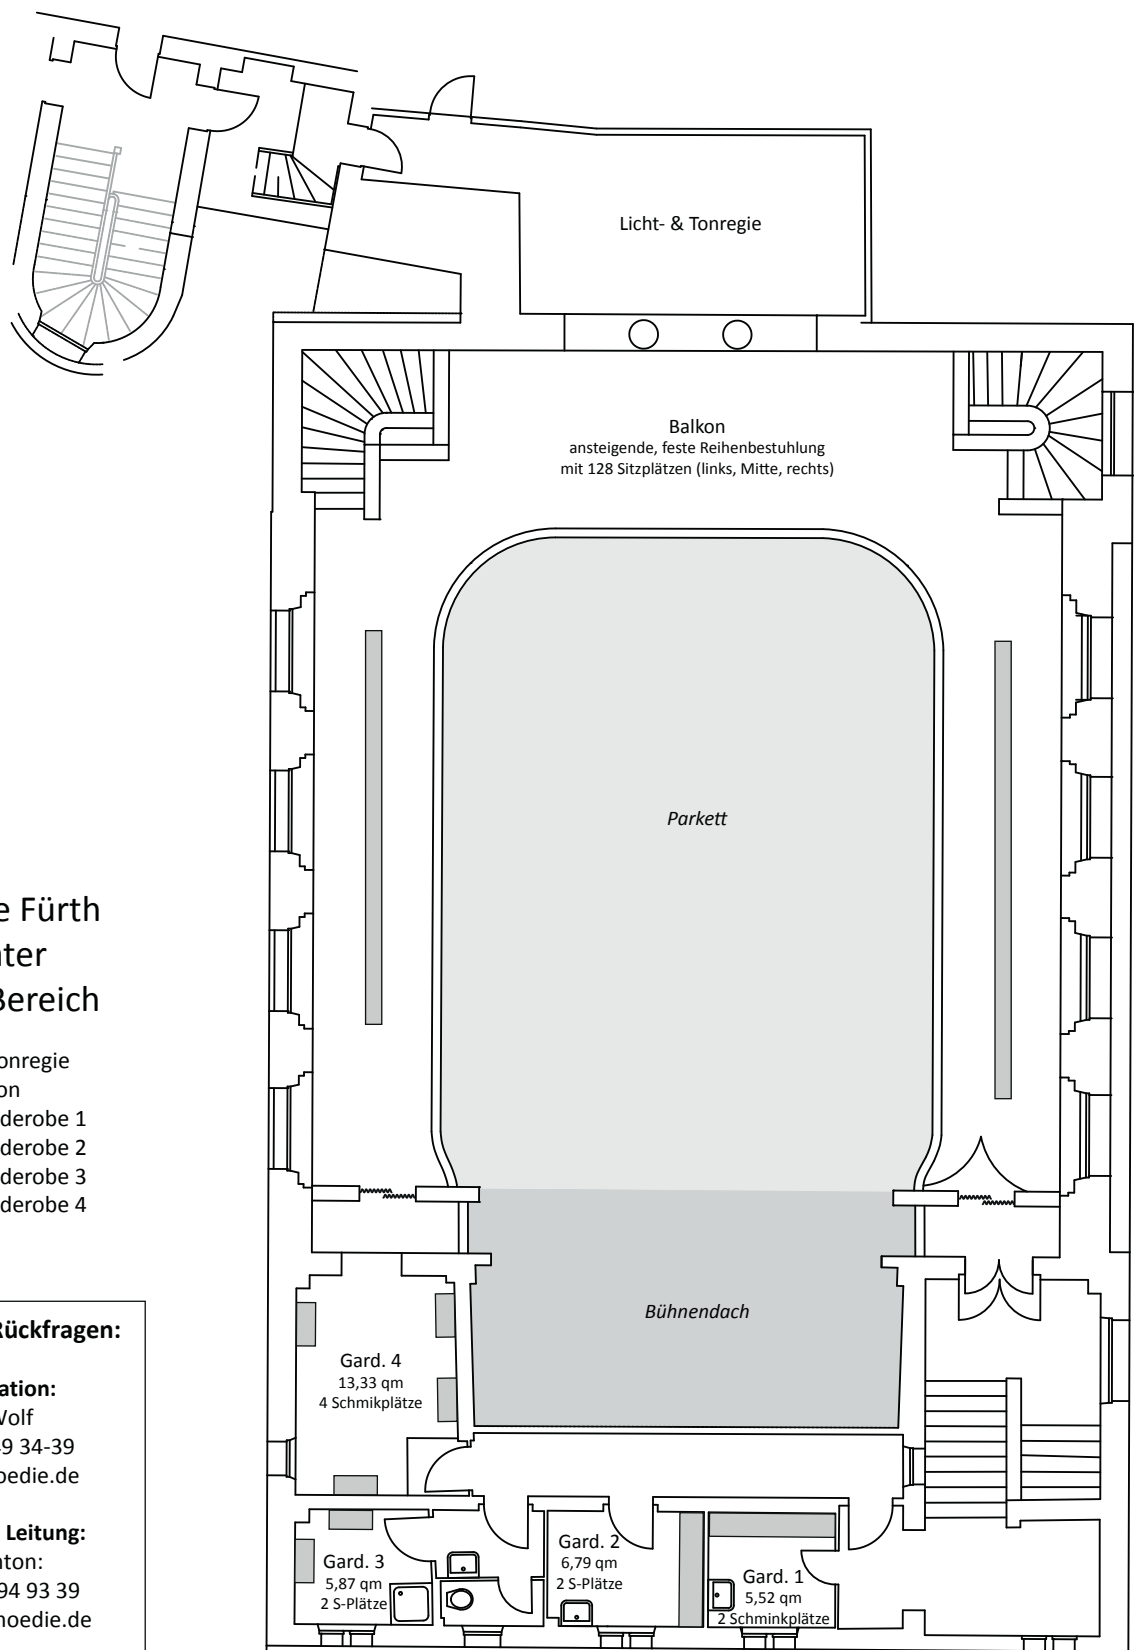 Licht- & Tonregie
Balkon
ansteigende, feste Reihenbestuhlung
mit 128 Sitzplätzen (links, Mitte, rechts)
Parkett
Bühnendach
Gard. 4
13,33 qm
4 Schmikplätze
Gard. 3
5,87 qm
2 S-Plätze
Gard. 2
6,79 qm
2 S-Plätze
Gard. 1
5,52 qm
2 Schminkplätze
e Fürth
ater
Bereich
onregie
on
derobe 1
derobe 2
derobe 3
derobe 4
Rückfragen:
ation:
Wolf
49 34-39
oedie.de
Leitung:
nton:
94 93 39
moedie.de